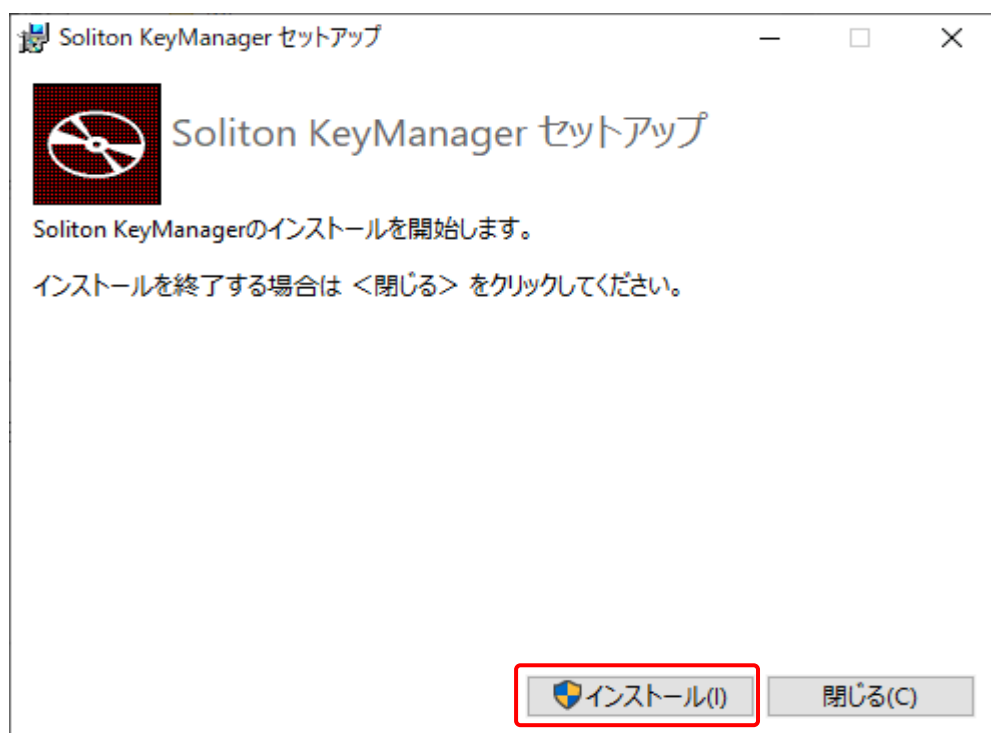 Soliton KeyManager セットアップ
Soliton KeyManager セットアップ
Soliton KeyManagerのインストールを開始します。
インストールを終了する場合は ＜閉じる＞ をクリックしてください。
インストール(I) 閉じる(C)